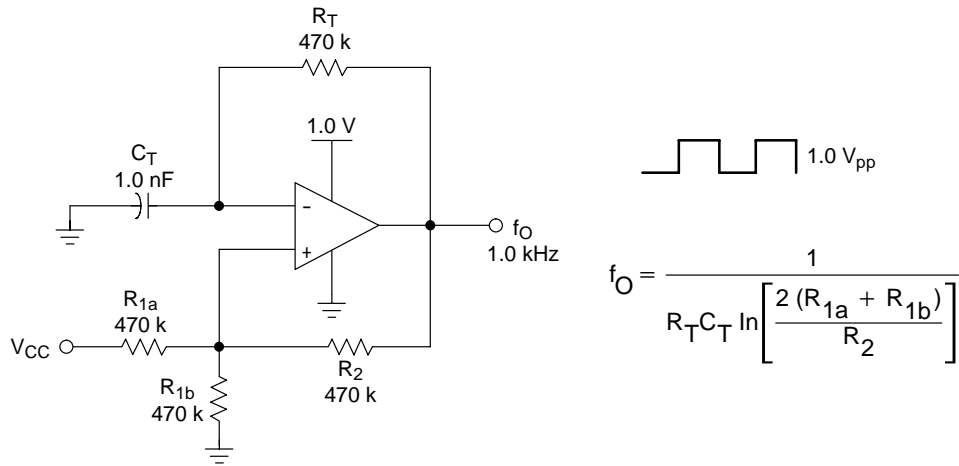 R_T
470 k
1.0 V
C_T
1.0 nF
-
+
f_O
1.0 kHz
R_1a
470 k
V_CC
R_2
470 k
R_1b
470 k
1.0 V_pp
f_O = 1 / (R_T C_T ln[2 (R_1a + R_1b) / R_2])